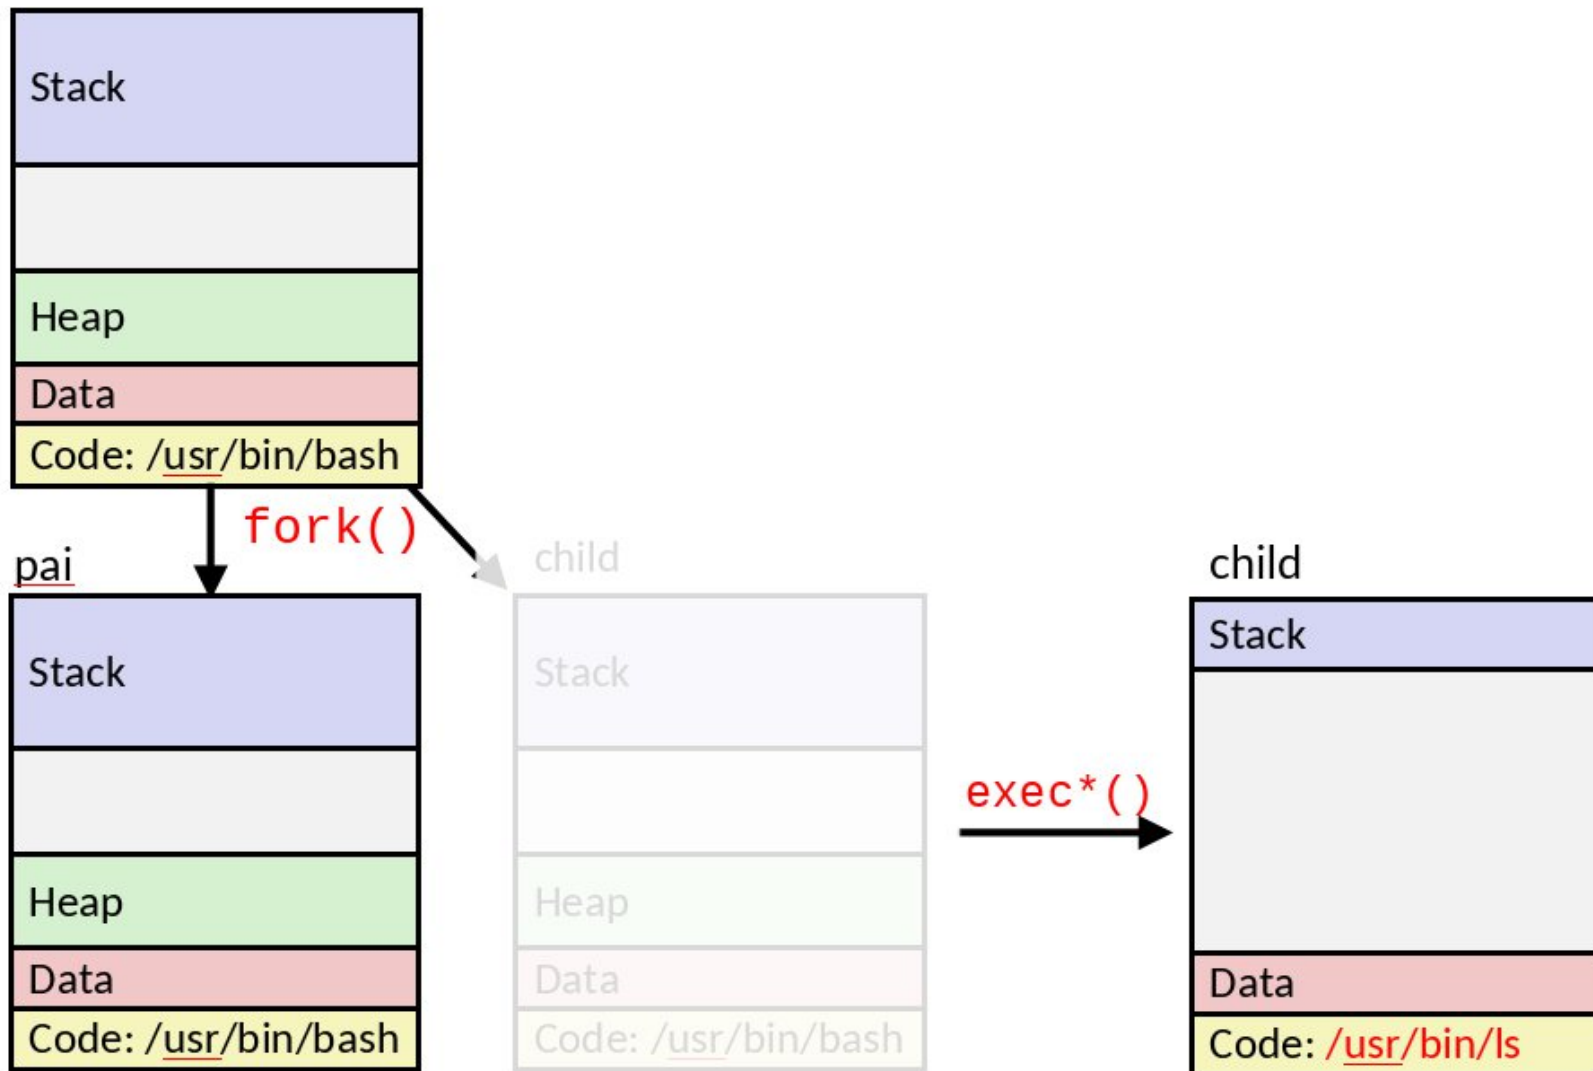 Stack
Heap
Data
Code: /usr/bin/bash
fork()
pai
Stack
Heap
Data
Code: /usr/bin/bash
child
Stack
Heap
Data
Code: /usr/bin/bash
exec*()
child
Stack
Data
Code: /usr/bin/ls